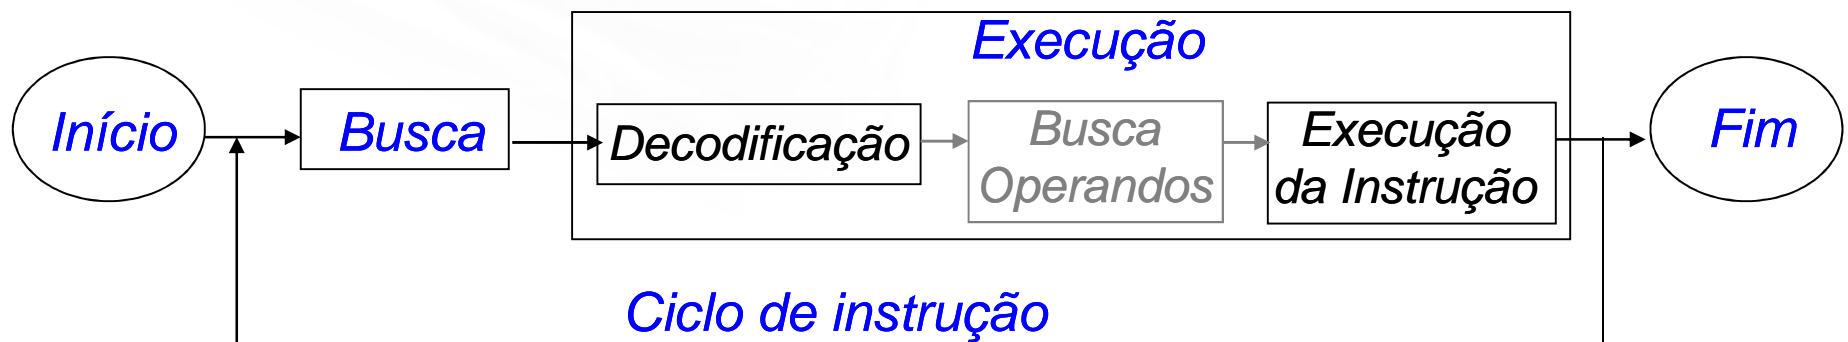 Execução
Início
Busca
Decodificação
Busca
Operandos
Execução
da Instrução
Fim
Ciclo de instrução